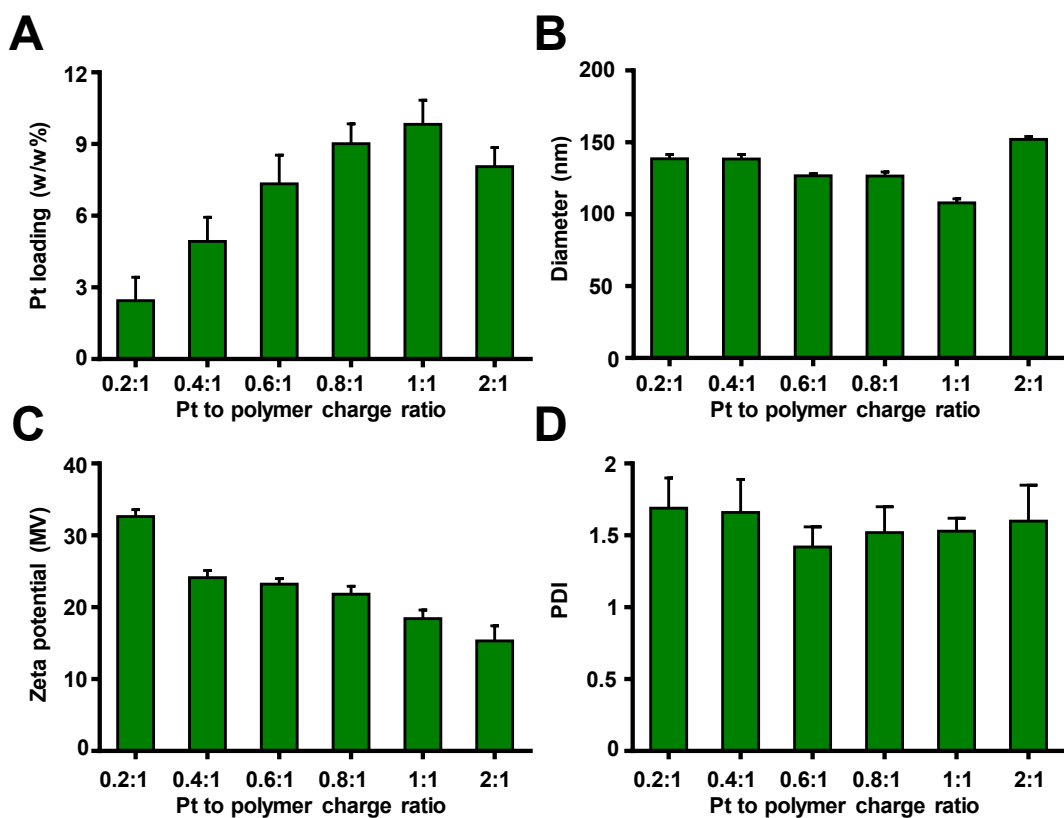 A
Pt loading (w/w%)
12
9
6
3
0
0.2:1 0.4:1 0.6:1 0.8:1 1:1 2:1
Pt to polymer charge ratio
B
Diameter (nm)
200
150
100
50
0
0.2:1 0.4:1 0.6:1 0.8:1 1:1 2:1
Pt to polymer charge ratio
C
Zeta potential (MV)
40
30
20
10
0
0.2:1 0.4:1 0.6:1 0.8:1 1:1 2:1
Pt to polymer charge ratio
D
PDI
2
1.5
1
0.5
0
0.2:1 0.4:1 0.6:1 0.8:1 1:1 2:1
Pt to polymer charge ratio